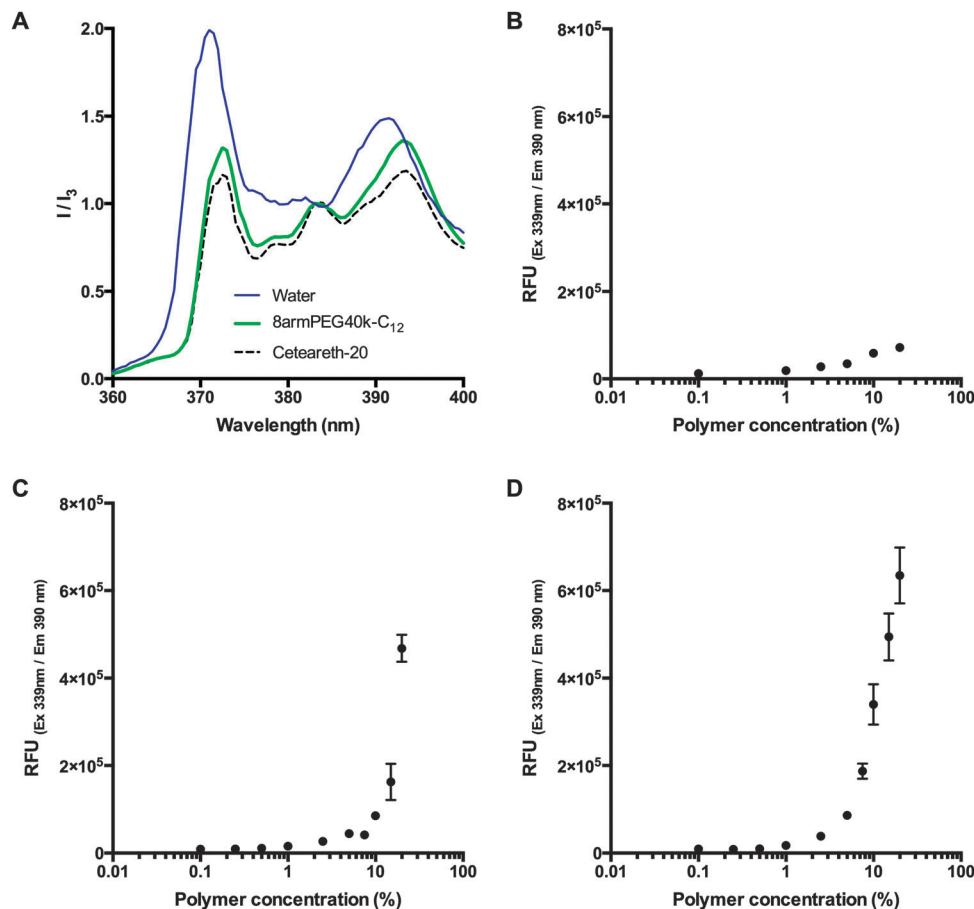 A
2.0
1.5
1.0
0.5
0.0
I / I3
Water
8armPEG40k-C12
Ceteareth-20
360 370 380 390 400
Wavelength (nm)
B
8×10^5
6×10^5
4×10^5
2×10^5
0
RFU (Ex 339nm / Em 390 nm)
0.01 0.1 1 10 100
Polymer concentration (%)
C
8×10^5
6×10^5
4×10^5
2×10^5
0
RFU (Ex 339nm / Em 390 nm)
0.01 0.1 1 10 100
Polymer concentration (%)
D
8×10^5
6×10^5
4×10^5
2×10^5
0
RFU (Ex 339nm / Em 390 nm)
0.01 0.1 1 10 100
Polymer concentration (%)